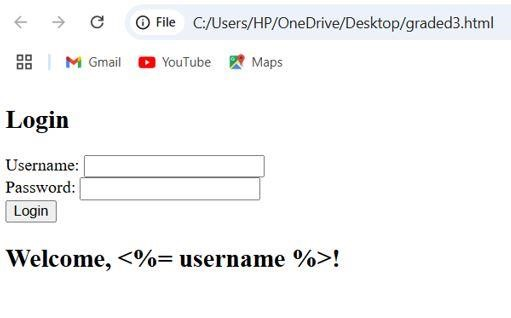 File C:/Users/HP/OneDrive/Desktop/graded3.html
Gmail YouTube Maps
Login
Username:
Password:
Login
Welcome, <%= username %>!